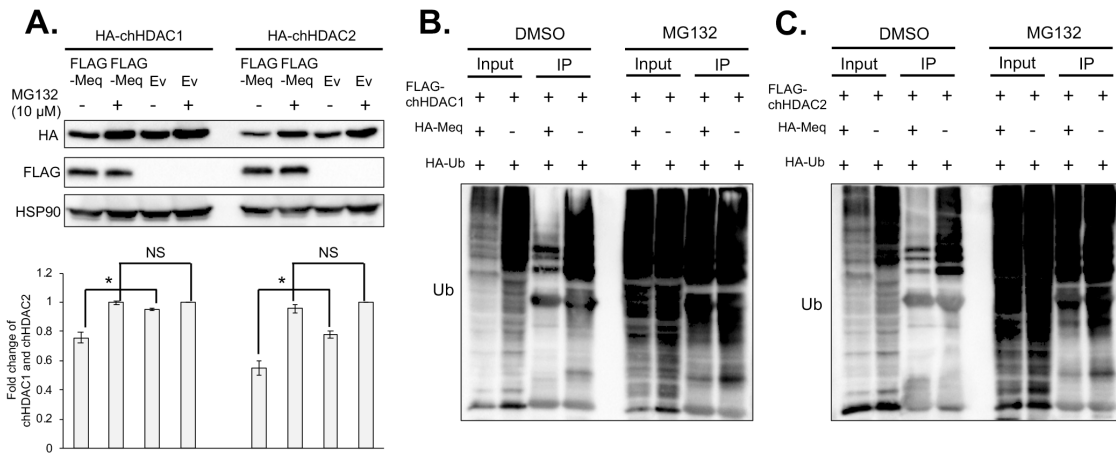 A.
HA-chHDAC1 HA-chHDAC2
FLAG FLAG FLAG FLAG
-Meq -Meq Ev Ev -Meq -Meq Ev Ev
MG132 - + - + - + - +
(10 μM)
HA
FLAG
HSP90
NS NS
* *
Fold change of
chHDAC1 and chHDAC2
1.2
1
0.8
0.6
0.4
0.2
0
B.
DMSO MG132
Input IP Input IP
FLAG-
chHDAC1 + + + + + + + +
HA-Meq + - + - + - + -
HA-Ub + + + + + + + +
Ub
C.
DMSO MG132
Input IP Input IP
FLAG-
chHDAC2 + + + + + + + +
HA-Meq + - + - + - + -
HA-Ub + + + + + + + +
Ub